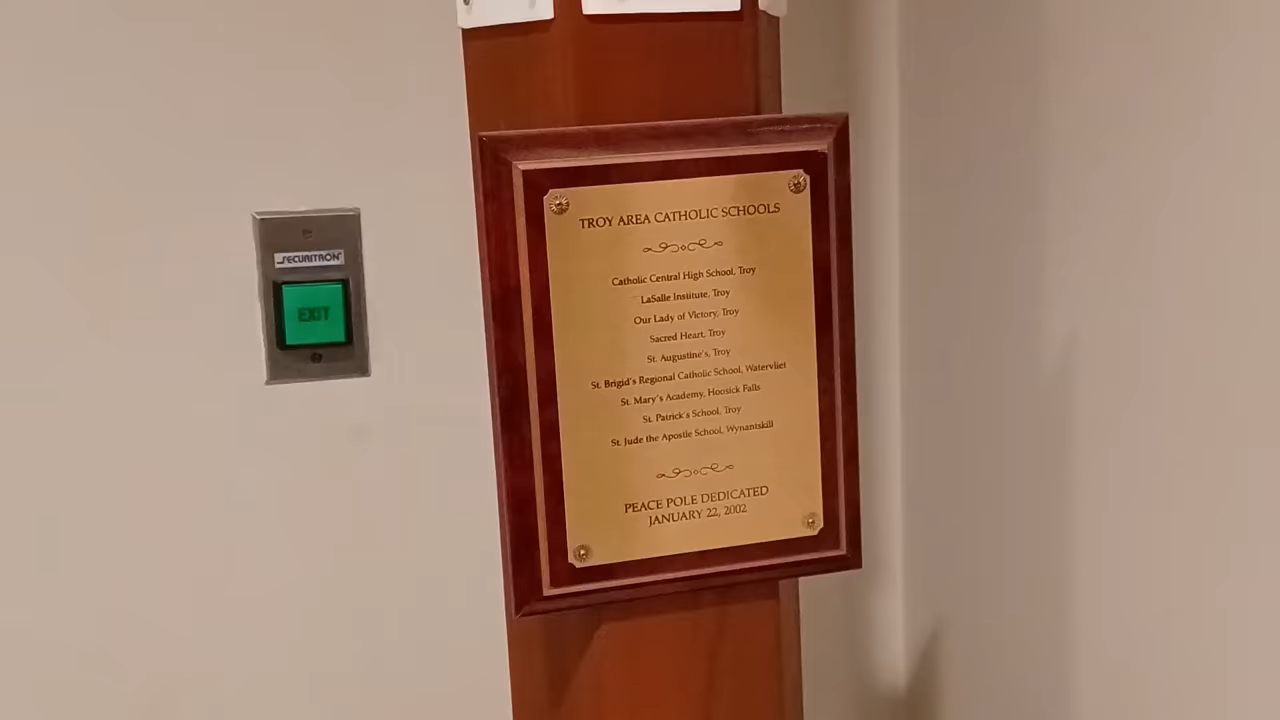 SECURITRON
EXIT
TROY AREA CATHOLIC SCHOOLS
Catholic Central High School, Troy
LaSalle Institute, Troy
Our Lady of Victory, Troy
Sacred Heart, Troy
St. Augustine's, Troy
St. Brigid's Regional Catholic School, Watervliet
St. Mary's Academy, Hoosick Falls
St. Patrick's School, Troy
St. Jude the Apostle School, Wynantskill
PEACE POLE DEDICATED
JANUARY 22, 2002